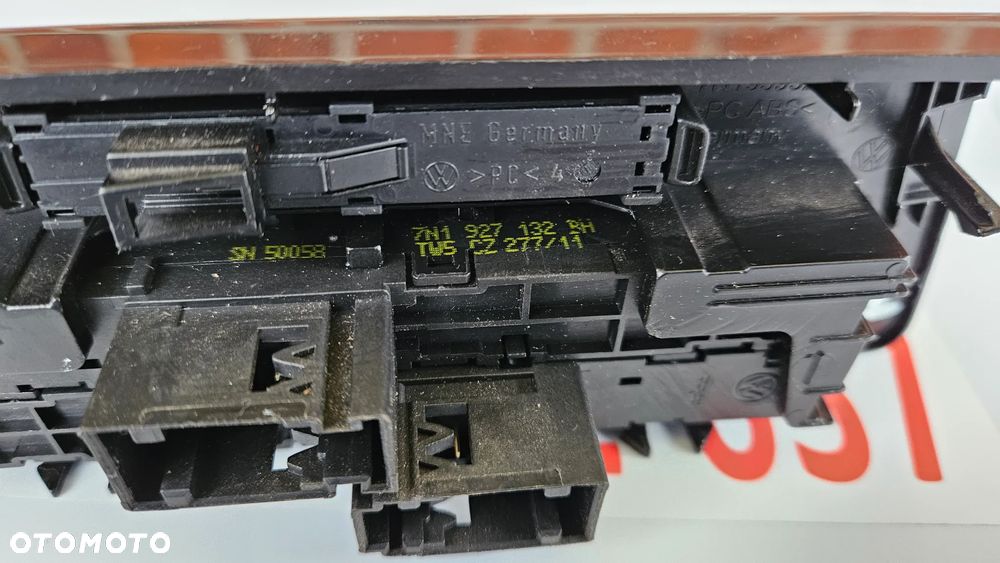 MNE Germany
>PC< 4
>PC ABS<
SW 50058
7N1 927 132 RH
TW5 CZ 277/11
OTOMOTO